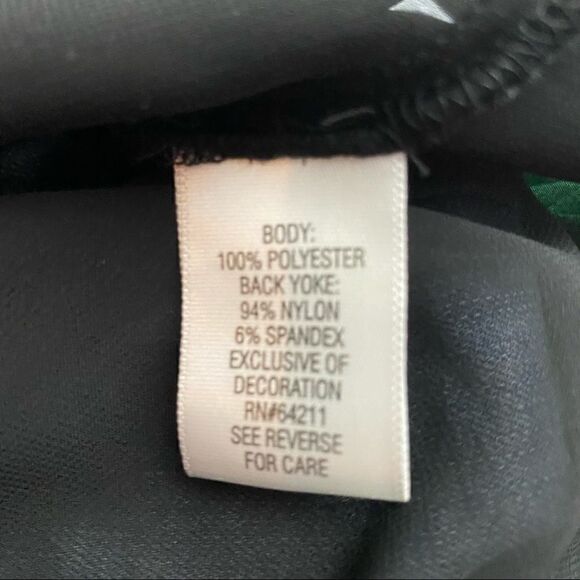 BODY:
100% POLYESTER
BACK YOKE:
94% NYLON
6% SPANDEX
EXCLUSIVE OF
DECORATION
RN#64211
SEE REVERSE
FOR CARE